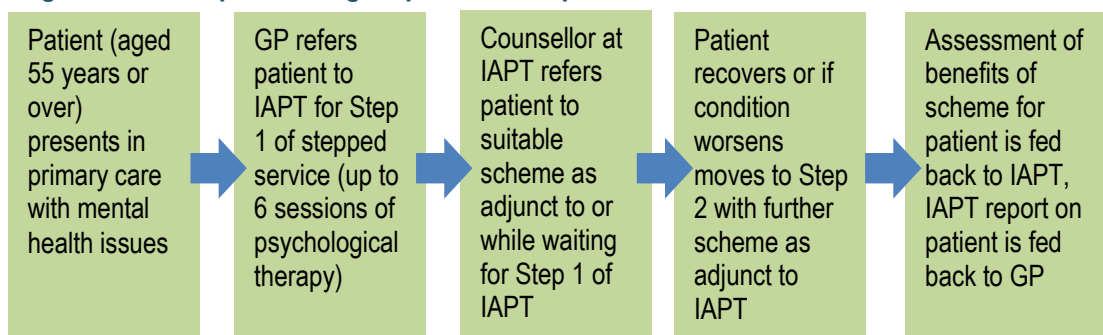 Patient (aged
55 years or
over)
presents in
primary care
with mental
health issues
GP refers
patient to
IAPT for Step
1 of stepped
service (up to
6 sessions of
psychological
therapy)
Counsellor at
IAPT refers
patient to
suitable
scheme as
adjunct to or
while waiting
for Step 1 of
IAPT
Patient
recovers or if
condition
worsens
moves to Step
2 with further
scheme as
adjunct to
IAPT
Assessment of
benefits of
scheme for
patient is fed
back to IAPT,
IAPT report on
patient is fed
back to GP